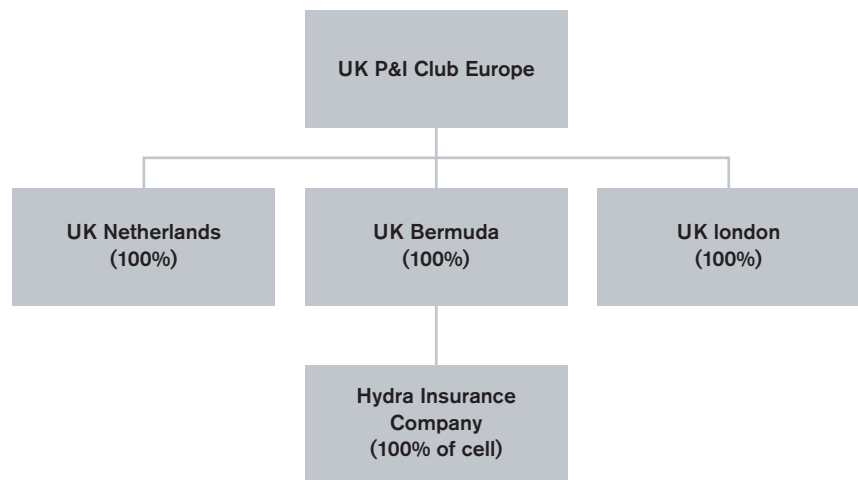 UK P&I Club Europe
UK Netherlands
(100%)
UK Bermuda
(100%)
UK london
(100%)
Hydra Insurance
Company
(100% of cell)